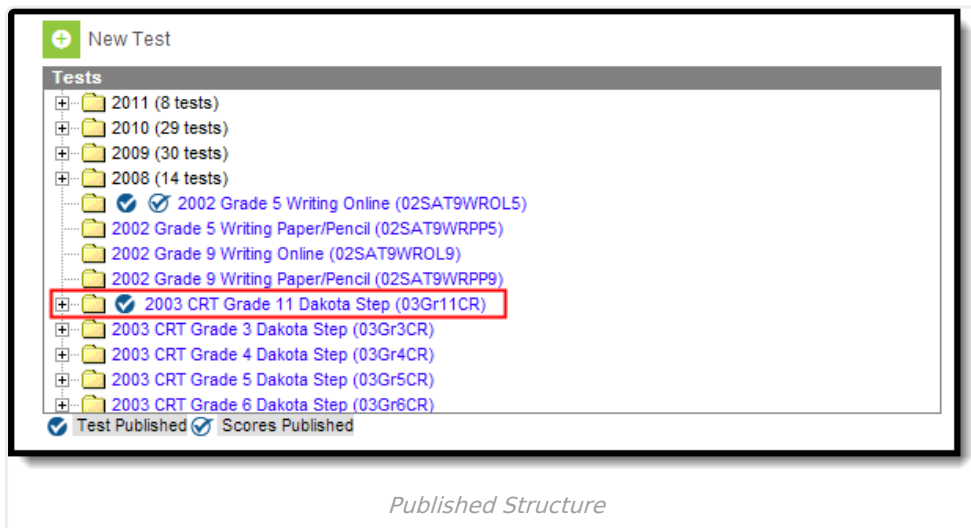 New Test
Tests
2011 (8 tests)
2010 (29 tests)
2009 (30 tests)
2008 (14 tests)
2002 Grade 5 Writing Online (02SAT9WROL5)
2002 Grade 5 Writing Paper/Pencil (02SAT9WRPP5)
2002 Grade 9 Writing Online (02SAT9WROL9)
2002 Grade 9 Writing Paper/Pencil (02SAT9WRPP9)
2003 CRT Grade 11 Dakota Step (03Gr11CR)
2003 CRT Grade 3 Dakota Step (03Gr3CR)
2003 CRT Grade 4 Dakota Step (03Gr4CR)
2003 CRT Grade 5 Dakota Step (03Gr5CR)
2003 CRT Grade 6 Dakota Step (03Gr6CR)
Test Published Scores Published
Published Structure